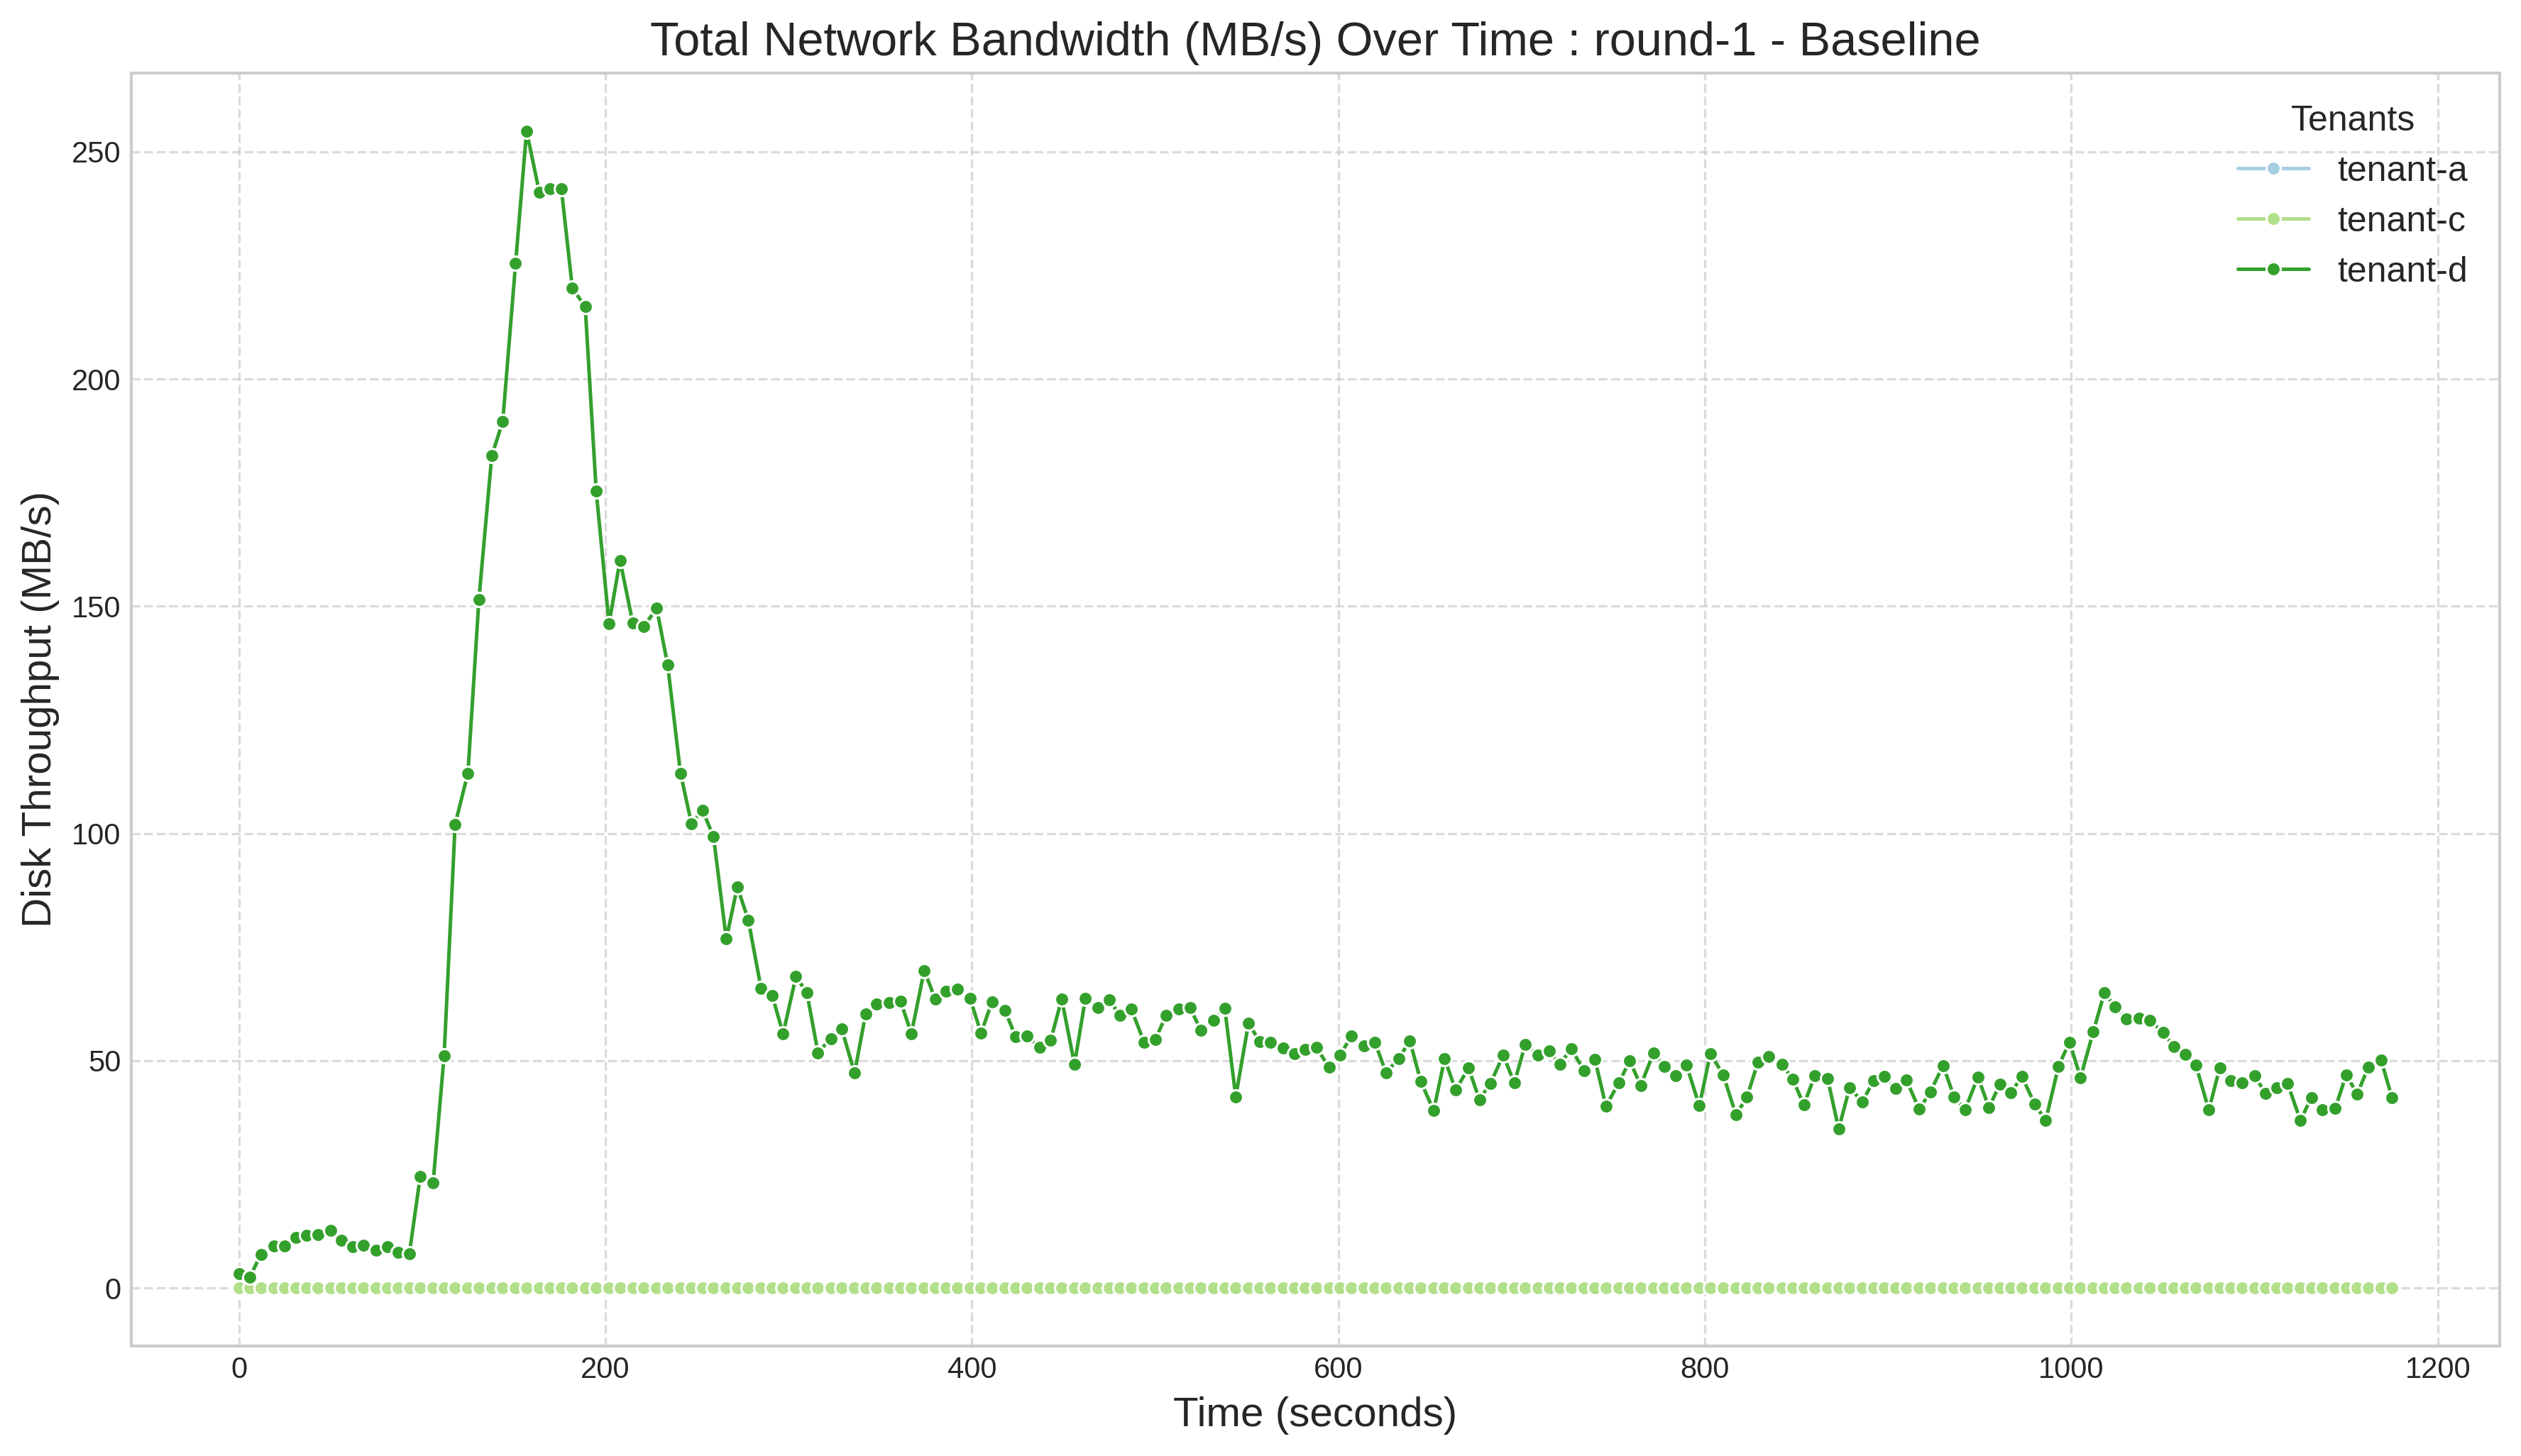 Total Network Bandwidth (MB/s) Over Time : round-1 - Baseline
Tenants
tenant-a
tenant-c
tenant-d
Disk Throughput (MB/s)
250
200
150
100
50
0
0 200 400 600 800 1000 1200
Time (seconds)